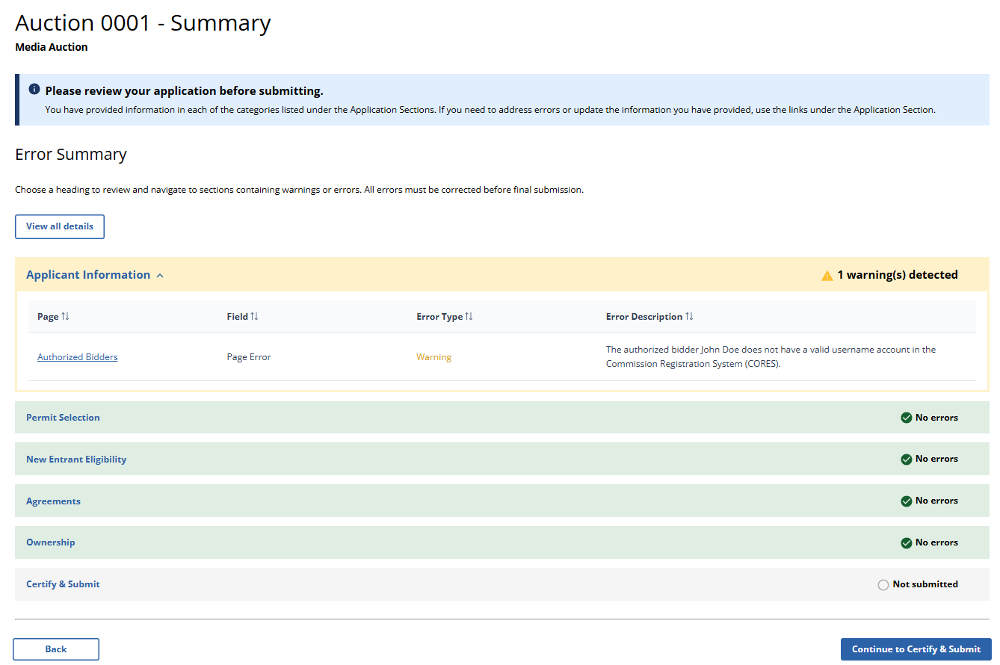 Auction 0001 - Summary
Media Auction
Please review your application before submitting.
You have provided information in each of the categories listed under the Application Sections. If you need to address errors or update the information you have provided, use the links under the Application Section.
Error Summary
Choose a heading to review and navigate to sections containing warnings or errors. All errors must be corrected before final submission.
View all details
Applicant Information 1 warning(s) detected
Page Field Error Type Error Description
Authorized Bidders Page Error Warning The authorized bidder John Doe does not have a valid username account in the
Commission Registration System (CORES).
Permit Selection No errors
New Entrant Eligibility No errors
Agreements No errors
Ownership No errors
Certify & Submit Not submitted
Back Continue to Certify & Submit